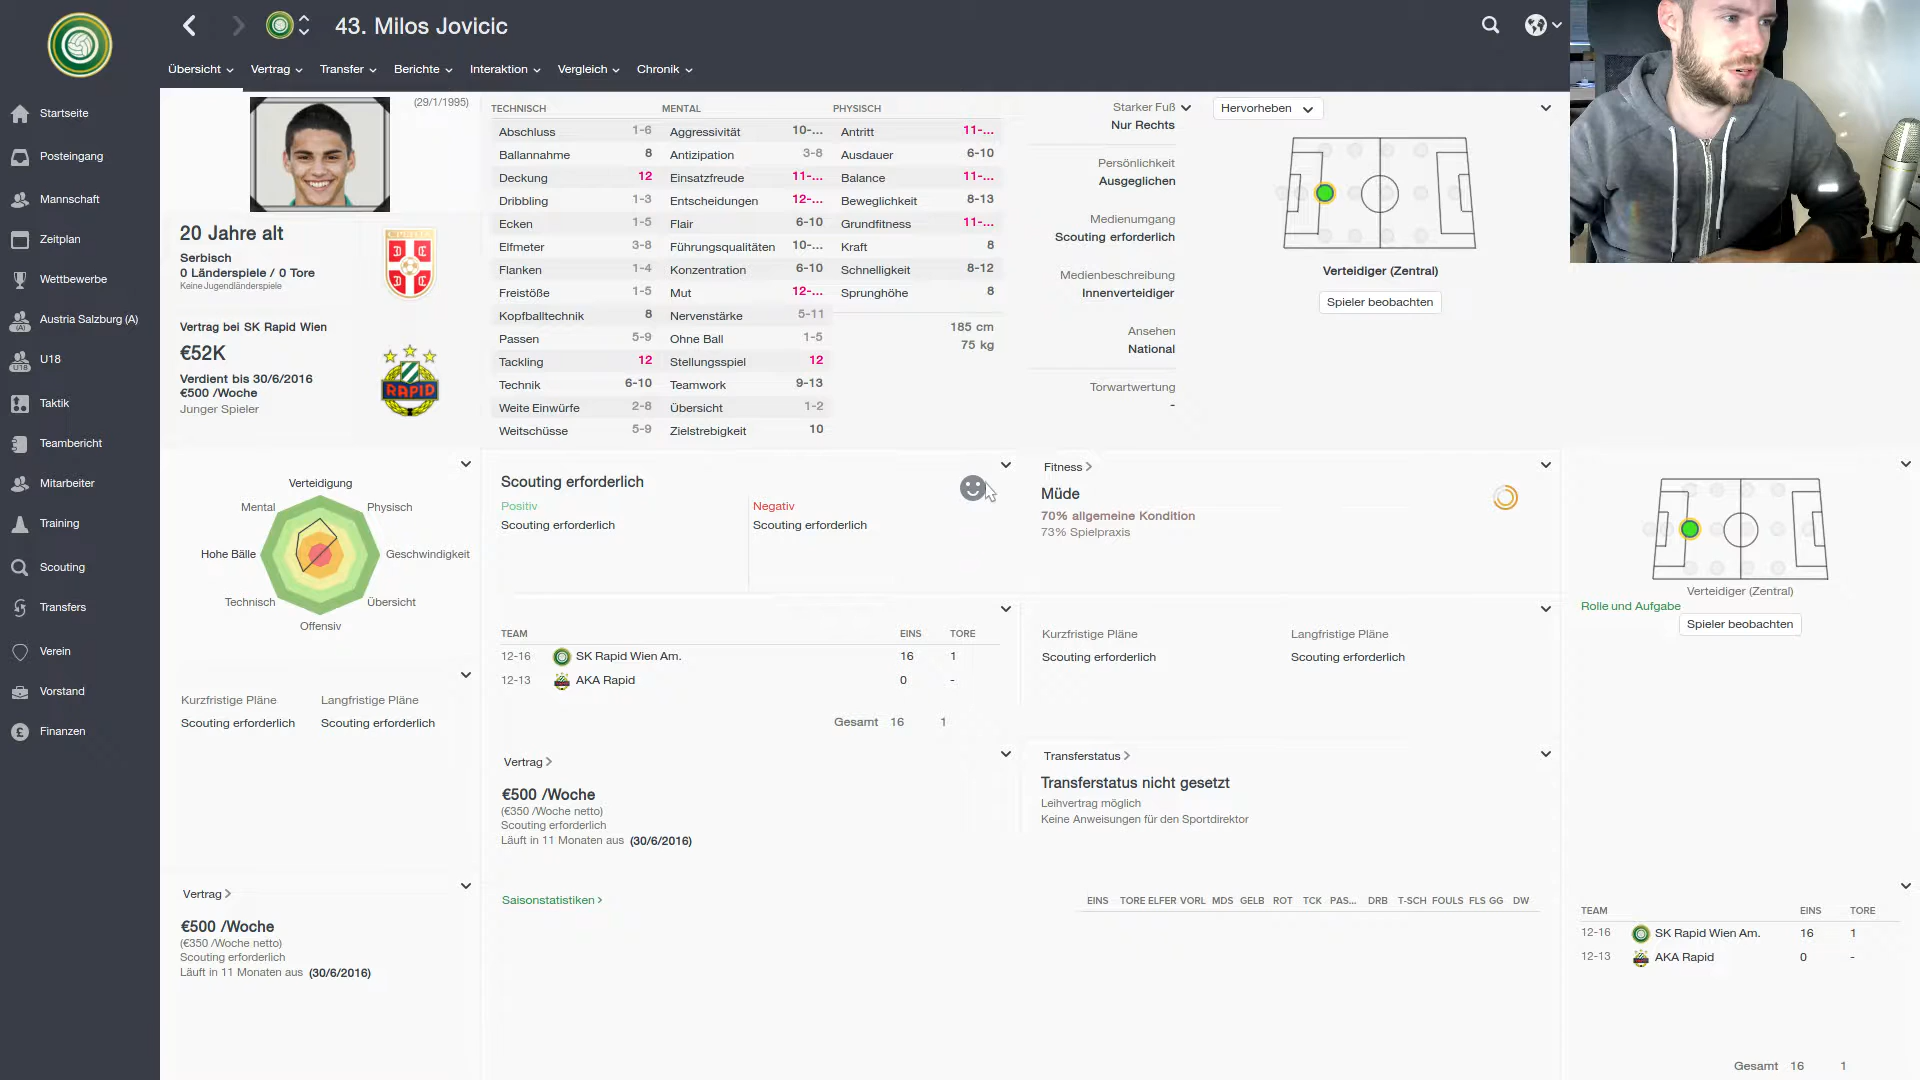 43. Milos Jovicic
Übersicht
Vertrag
Transfer
Berichte
Interaktion
Vergleich
Chronik
Startseite
Posteingang
Mannschaft
Zeitplan
Wettbewerbe
Austria Salzburg (A)
U18
Taktik
Teambericht
Mitarbeiter
Training
Scouting
Transfers
Verein
Vorstand
Finanzen
(29/1/1995)
20 Jahre alt
Serbisch
0 Länderspiele / 0 Tore
Keine Jugendländerspiele
Vertrag bei SK Rapid Wien
€52K
Verdient bis 30/6/2016
€500 /Woche
Junger Spieler
RAPID
TECHNISCH
Abschluss 1-6
Ballannahme 8
Deckung 12
Dribbling 1-3
Ecken 1-5
Elfmeter 3-8
Flanken 1-4
Freistöße 1-5
Kopfballtechnik 8
Passen 5-9
Tackling 12
Technik 6-10
Weite Einwürfe 2-8
Weitschüsse 5-9
MENTAL
Aggressivität 10-...
Antizipation 3-8
Einsatzfreude 11-...
Entscheidungen 12-...
Flair 6-10
Führungsqualitäten 10-...
Konzentration 6-10
Mut 12-...
Nervenstärke 5-11
Ohne Ball 1-5
Stellungsspiel 12
Teamwork 9-13
Übersicht 1-2
Zielstrebigkeit 10
PHYSISCH
Antritt 11-...
Ausdauer 6-10
Balance 11-...
Beweglichkeit 8-13
Grundfitness 11-...
Kraft 8
Schnelligkeit 8-12
Sprunghöhe 8
185 cm
75 kg
Starker Fuß
Nur Rechts
Persönlichkeit
Ausgeglichen
Medienumgang
Scouting erforderlich
Medienbeschreibung
Innenverteidiger
Ansehen
National
Torwartwertung
-
Hervorheben
Verteidiger (Zentral)
Spieler beobachten
Verteidigung
Mental
Physisch
Hohe Bälle
Geschwindigkeit
Technisch
Übersicht
Offensiv
Scouting erforderlich
Positiv
Scouting erforderlich
Negativ
Scouting erforderlich
Fitness >
Müde
70% allgemeine Kondition
73% Spielpraxis
Verteidiger (Zentral)
Rolle und Aufgabe
Spieler beobachten
TEAM EINS TORE
12-16 SK Rapid Wien Am. 16 1
12-13 AKA Rapid 0 -
Gesamt 16 1
Kurzfristige Pläne
Scouting erforderlich
Langfristige Pläne
Scouting erforderlich
Kurzfristige Pläne
Scouting erforderlich
Langfristige Pläne
Scouting erforderlich
Vertrag >
€500 /Woche
(€350 /Woche netto)
Scouting erforderlich
Läuft in 11 Monaten aus (30/6/2016)
Transferstatus >
Transferstatus nicht gesetzt
Leihvertrag möglich
Keine Anweisungen für den Sportdirektor
Vertrag >
€500 /Woche
(€350 /Woche netto)
Scouting erforderlich
Läuft in 11 Monaten aus (30/6/2016)
Saisonstatistiken >
EINS TORE ELFER VORL MDS GELB ROT TCK PAS... DRB T-SCH FOULS FLS GG DW
TEAM EINS TORE
12-16 SK Rapid Wien Am. 16 1
12-13 AKA Rapid 0 -
Gesamt 16 1